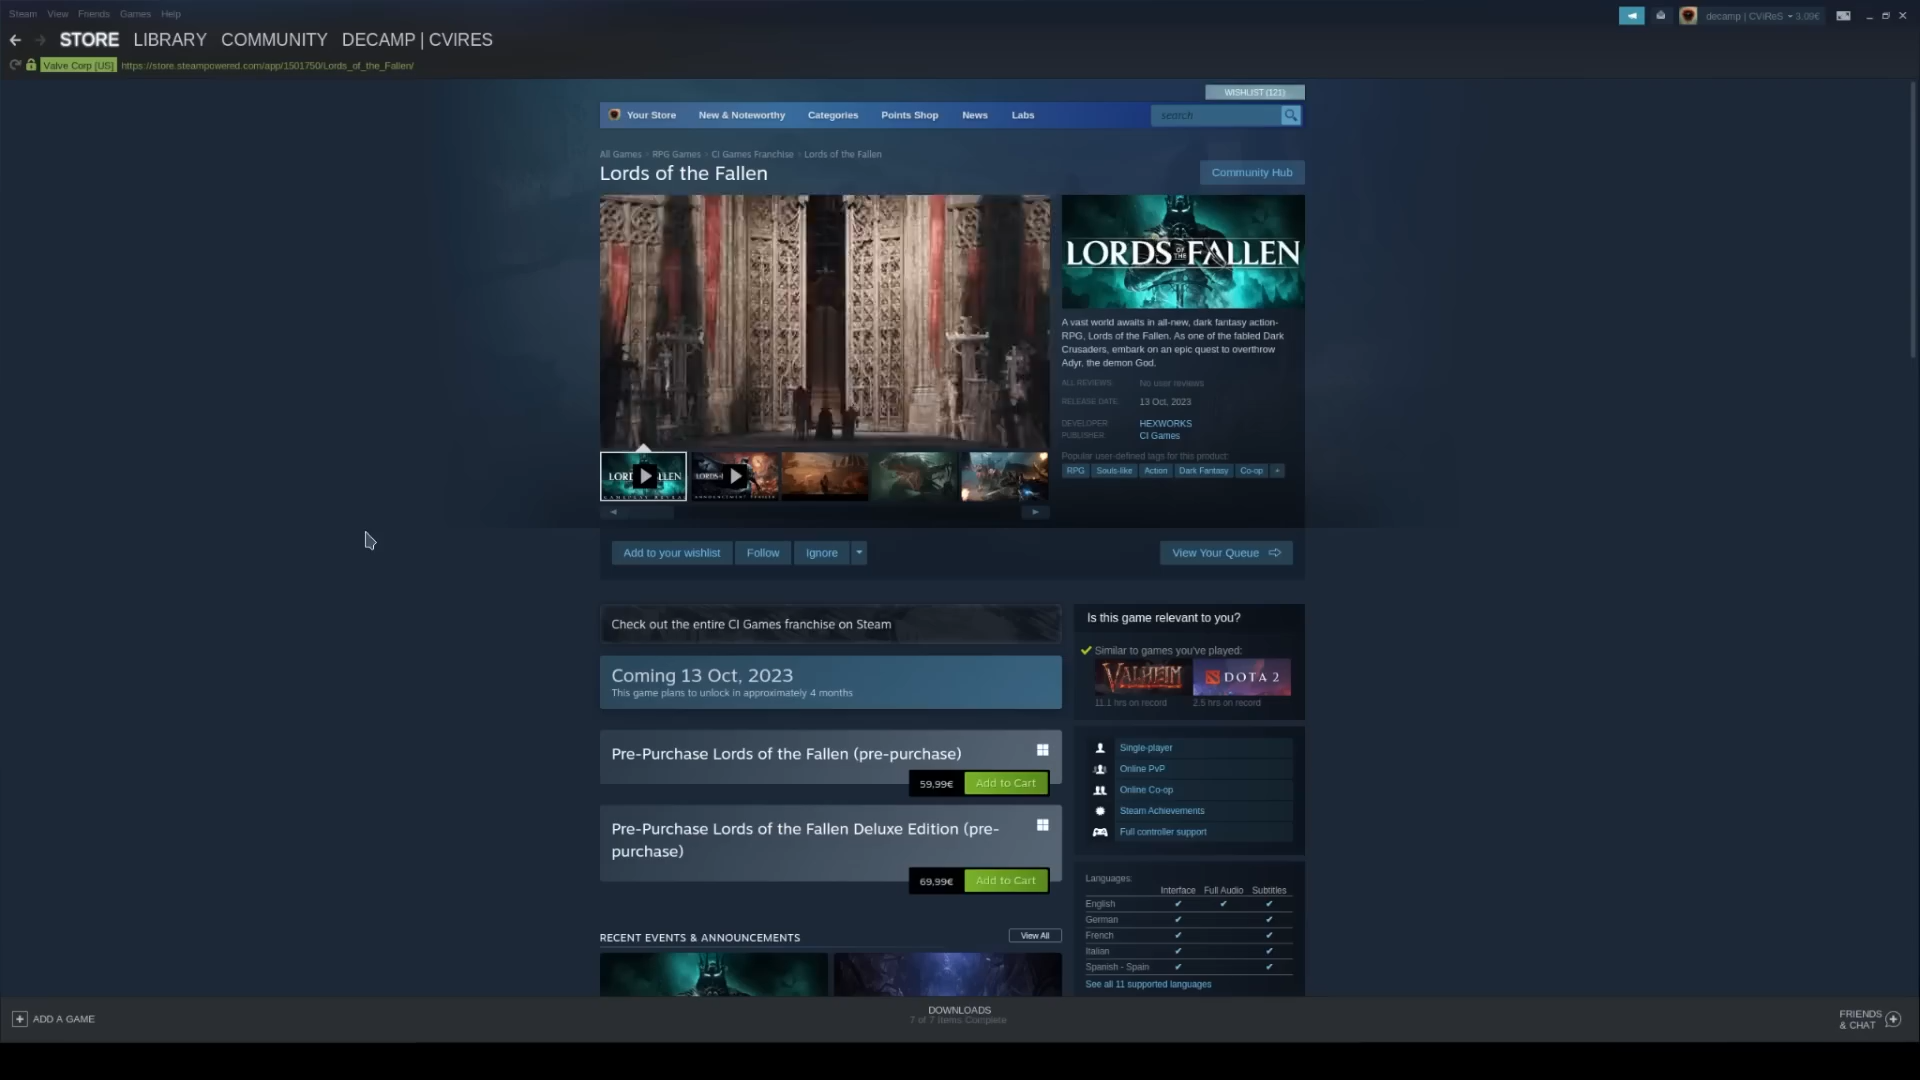 Steam View Friends Games Help
decamp | CViReS 3,09€
STORE LIBRARY COMMUNITY DECAMP | CVIRES
Valve Corp [US] https://store.steampowered.com/app/1501750/Lords_of_the_Fallen/
WISHLIST (121)
Your Store New & Noteworthy Categories Points Shop News Labs search
All Games > RPG Games > CI Games Franchise > Lords of the Fallen
Lords of the Fallen
Community Hub
LORDS OF THE FALLEN
A vast world awaits in all-new, dark fantasy action-
RPG, Lords of the Fallen. As one of the fabled Dark
Crusaders, embark on an epic quest to overthrow
Adyr, the demon God.
ALL REVIEWS: No user reviews
RELEASE DATE: 13 Oct, 2023
DEVELOPER: HEXWORKS
PUBLISHER: CI Games
Popular user-defined tags for this product:
RPG Souls-like Action Dark Fantasy Co-op +
Add to your wishlist Follow Ignore
View Your Queue
Check out the entire CI Games franchise on Steam
Coming 13 Oct, 2023
This game plans to unlock in approximately 4 months
Pre-Purchase Lords of the Fallen (pre-purchase)
59,99€ Add to Cart
Pre-Purchase Lords of the Fallen Deluxe Edition (pre-
purchase)
69,99€ Add to Cart
RECENT EVENTS & ANNOUNCEMENTS View All
Is this game relevant to you?
Similar to games you've played:
VALHEIM DOTA 2
11.1 hrs on record 2.5 hrs on record
Single-player
Online PvP
Online Co-op
Steam Achievements
Full controller support
Languages:
Interface Full Audio Subtitles
English ✔ ✔ ✔
German ✔ ✔
French ✔ ✔
Italian ✔ ✔
Spanish - Spain ✔ ✔
See all 11 supported languages
ADD A GAME
DOWNLOADS
7 of 7 Items Complete
FRIENDS
& CHAT